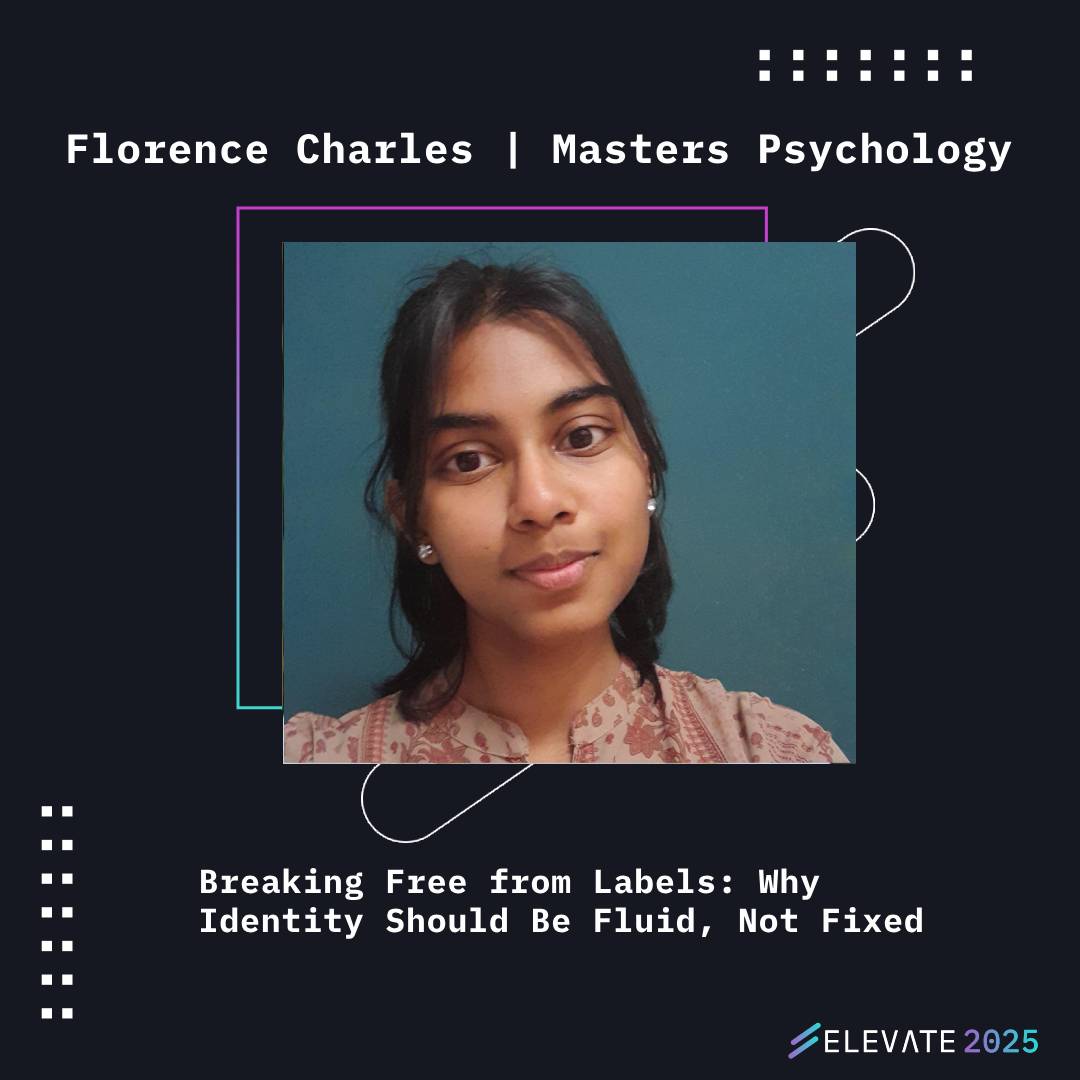 Florence Charles | Masters Psychology
Breaking Free from Labels: Why
Identity Should Be Fluid, Not Fixed
ELEVATE 2025